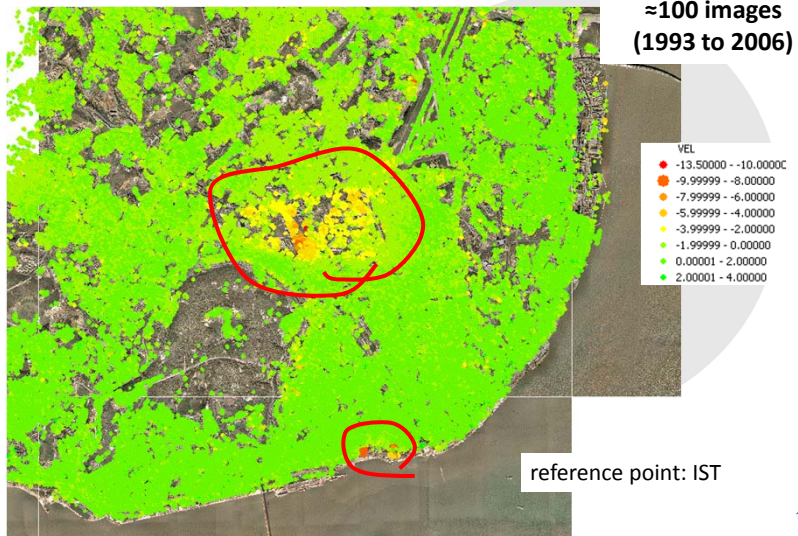 ≈100 images
(1993 to 2006)
VEL
-13.50000 - -10.0000C
-9.99999 - -8.00000
-7.99999 - -6.00000
-5.99999 - -4.00000
-3.99999 - -2.00000
-1.99999 - 0.00000
0.00001 - 2.00000
2.00001 - 4.00000
reference point: IST